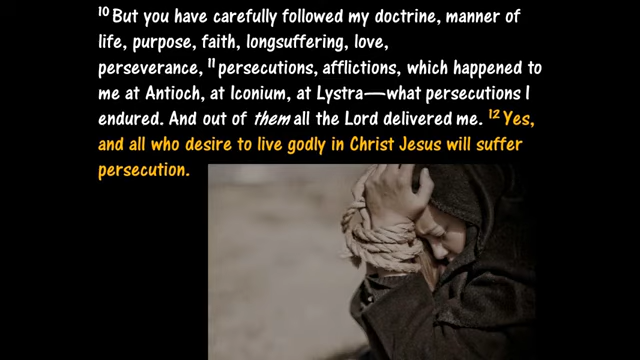 10 But you have carefully followed my doctrine, manner of
life, purpose, faith, longsuffering, love,
perseverance, 11 persecutions, afflictions, which happened to
me at Antioch, at Iconium, at Lystra—what persecutions I
endured. And out of them all the Lord delivered me. 12 Yes,
and all who desire to live godly in Christ Jesus will suffer
persecution.